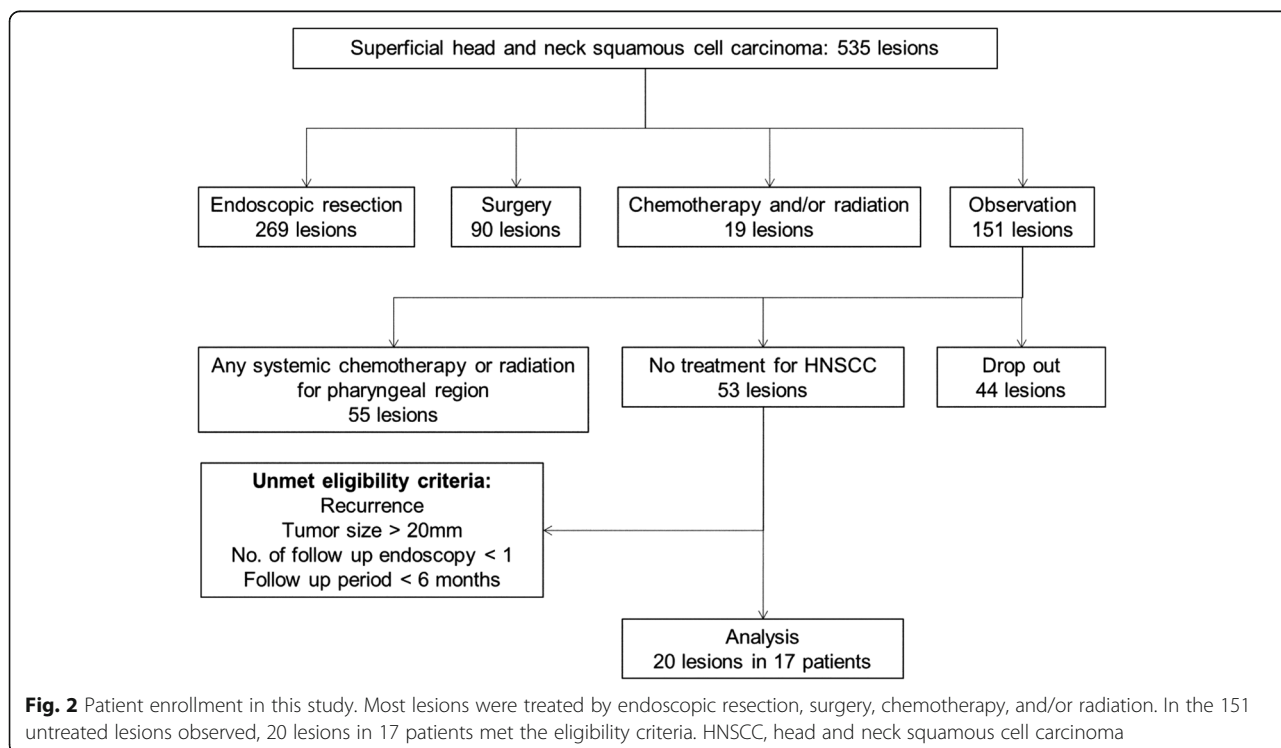 Superficial head and neck squamous cell carcinoma: 535 lesions
Endoscopic resection
269 lesions
Surgery
90 lesions
Chemotherapy and/or radiation
19 lesions
Observation
151 lesions
Any systemic chemotherapy or radiation
for pharyngeal region
55 lesions
No treatment for HNSCC
53 lesions
Drop out
44 lesions
Unmet eligibility criteria:
Recurrence
Tumor size > 20mm
No. of follow up endoscopy < 1
Follow up period < 6 months
Analysis
20 lesions in 17 patients
Fig. 2 Patient enrollment in this study. Most lesions were treated by endoscopic resection, surgery, chemotherapy, and/or radiation. In the 151
untreated lesions observed, 20 lesions in 17 patients met the eligibility criteria. HNSCC, head and neck squamous cell carcinoma